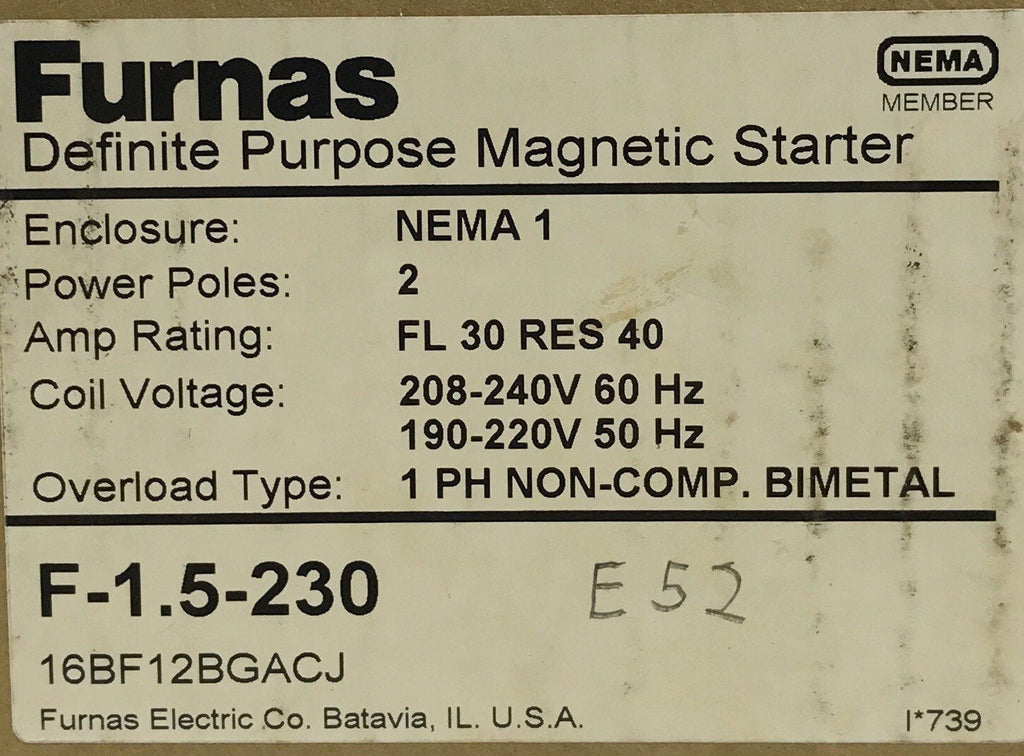 Furnas
NEMA
MEMBER
Definite Purpose Magnetic Starter
Enclosure: NEMA 1
Power Poles: 2
Amp Rating: FL 30 RES 40
Coil Voltage: 208-240V 60 Hz
190-220V 50 Hz
Overload Type: 1 PH NON-COMP. BIMETAL
F-1.5-230
E52
16BF12BGACJ
Furnas Electric Co. Batavia, IL. U.S.A. I*739